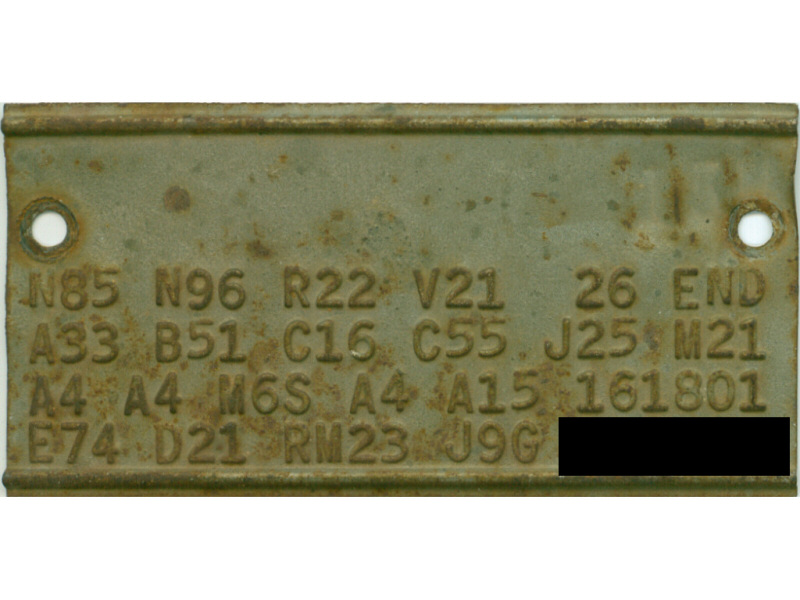 N85 N96 R22 V21 26 END
A33 B51 C16 C55 J25 M21
A4 A4 M6S A4 A15 161801
E74 D21 RM23 J9G